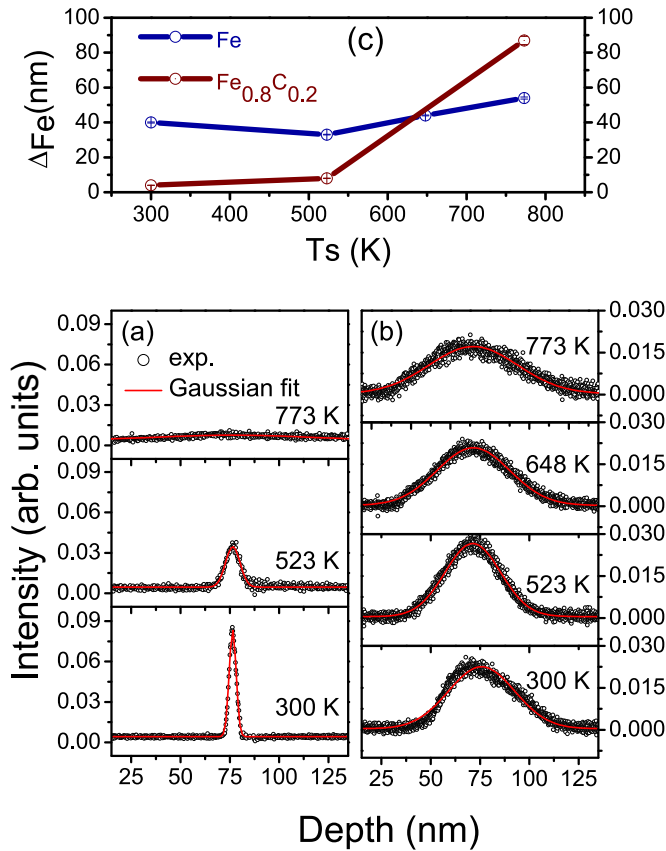 100 (c) 100
80 Fe 80
60 Fe0.8C0.2 60
40 40
20 20
0 0
ΔFe(nm)
300 400 500 600 700 800
Ts (K)
(a) (b)
0.09 0.030
exp. 773 K
0.06 0.015
Gaussian fit
0.03 773 K
0.00 0.000
0.030
0.09 648 K
0.06 0.015
0.03 523 K
0.00 0.000
0.030
523 K
0.015
0.09 0.000
0.06 0.030
300 K
0.03 300 K 0.015
0.00 0.000
Intensity (arb. units)
25 50 75 100 125 25 50 75 100 125
Depth (nm)